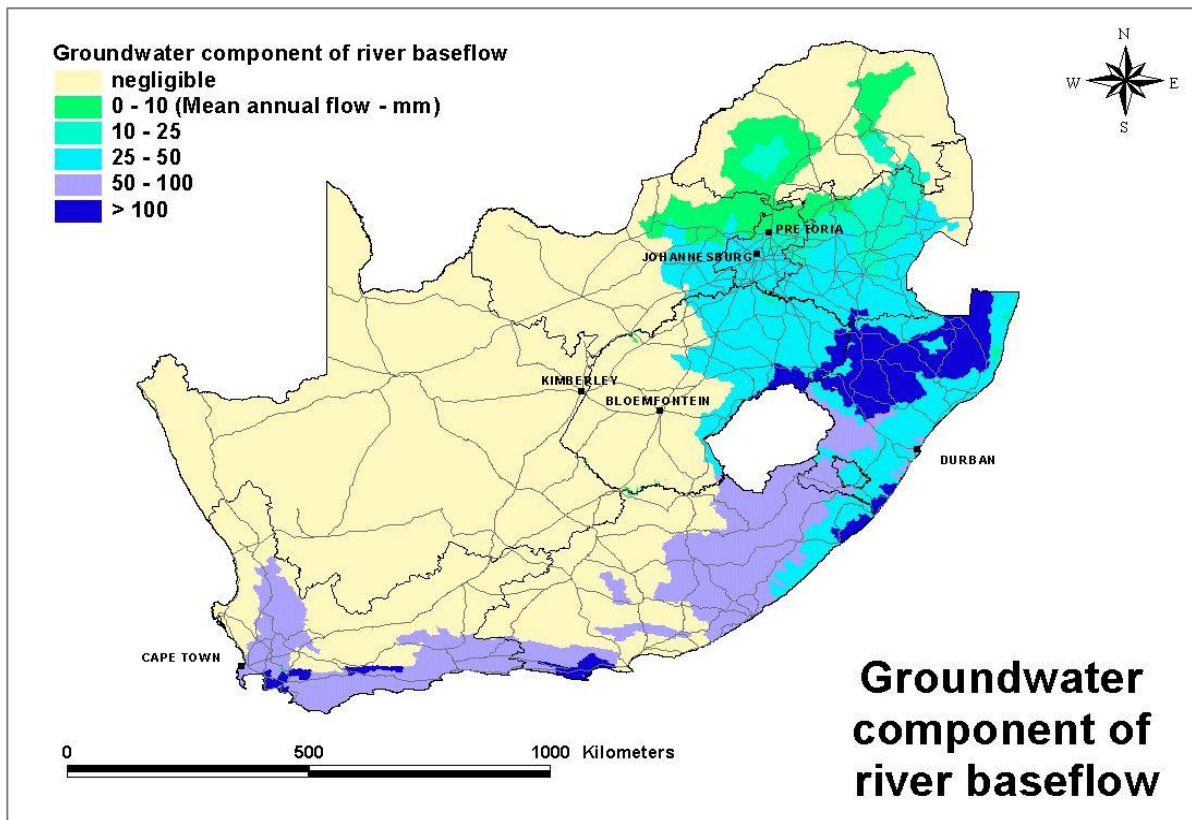 Groundwater component of river baseflow
negligible
0 - 10 (Mean annual flow - mm)
10 - 25
25 - 50
50 - 100
> 100
N
W E
S
PRETORIA
JOHANNESBURG
KIMBERLEY
BLOEMFONTEIN
DURBAN
CAPE TOWN
0 500 1000 Kilometers
Groundwater
component of
river baseflow